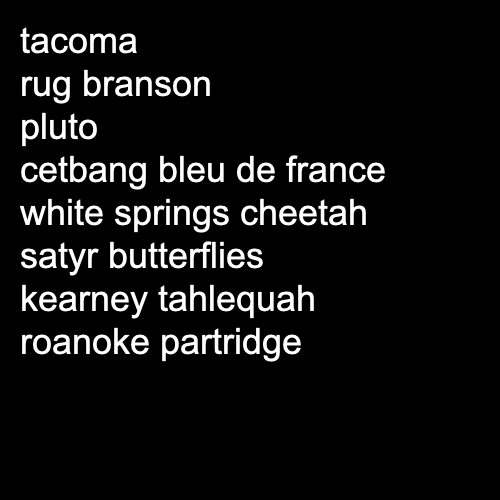 tacoma
rug branson
pluto
cetbang bleu de france
white springs cheetah
satyr butterflies
kearney tahlequah
roanoke partridge